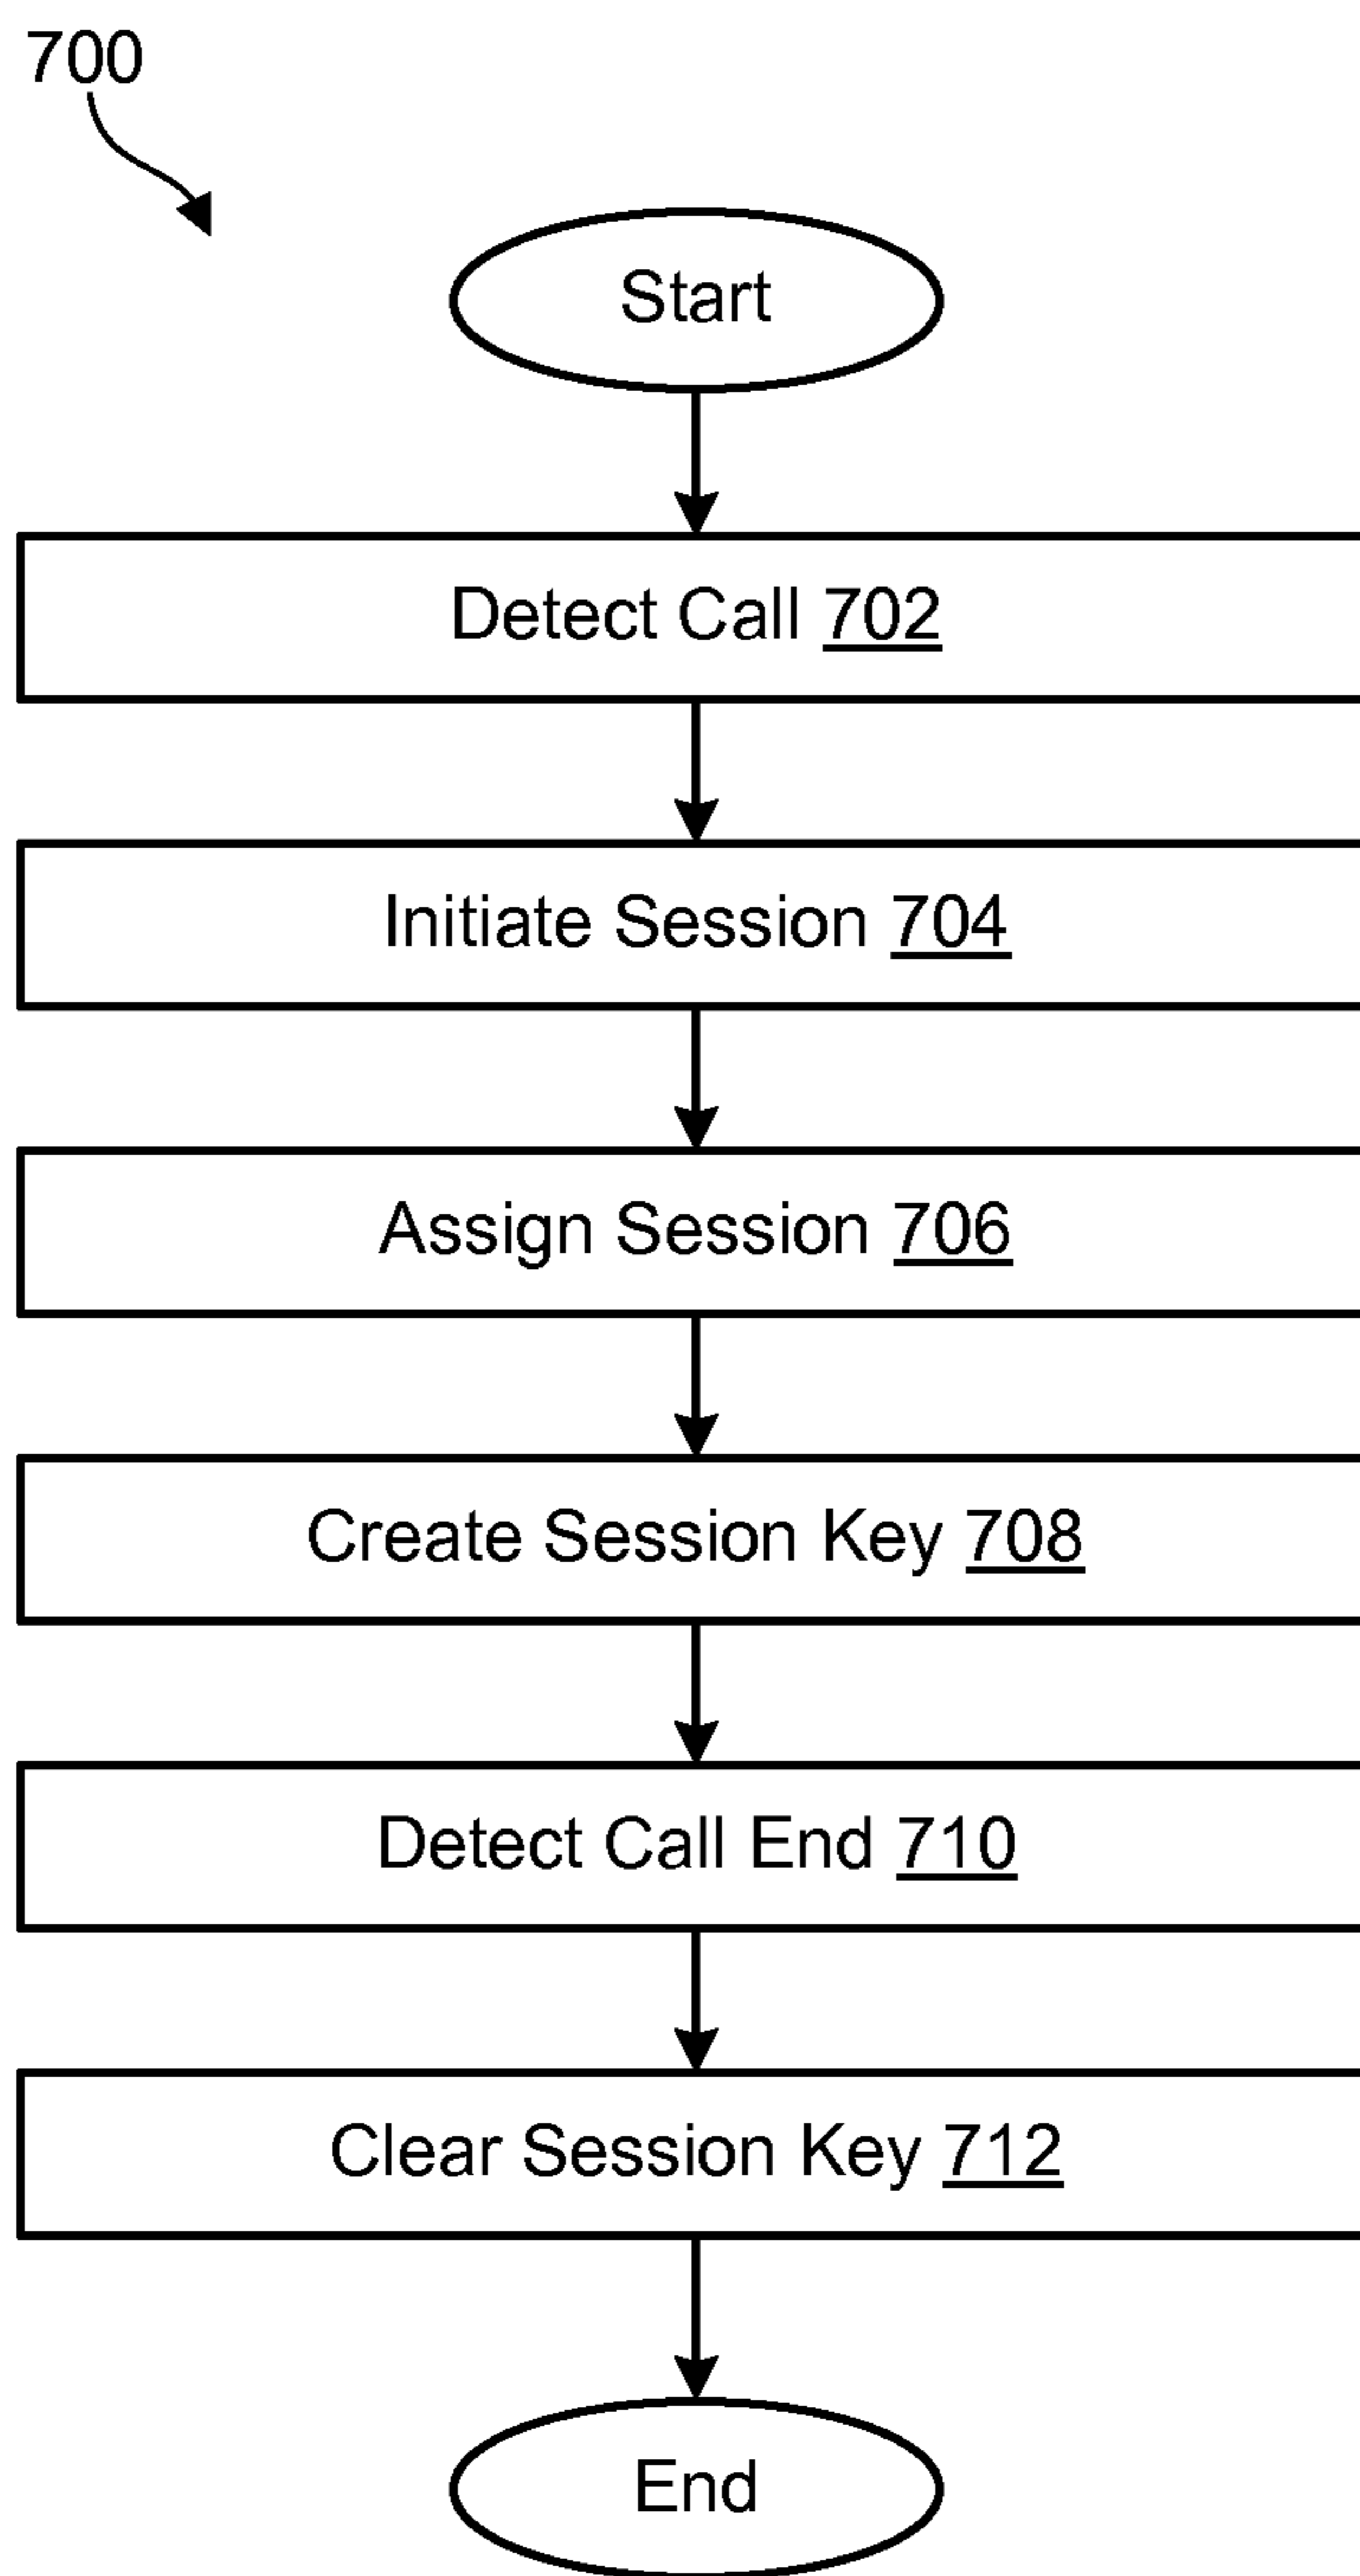 700
Start
Detect Call 702
Initiate Session 704
Assign Session 706
Create Session Key 708
Detect Call End 710
Clear Session Key 712
End